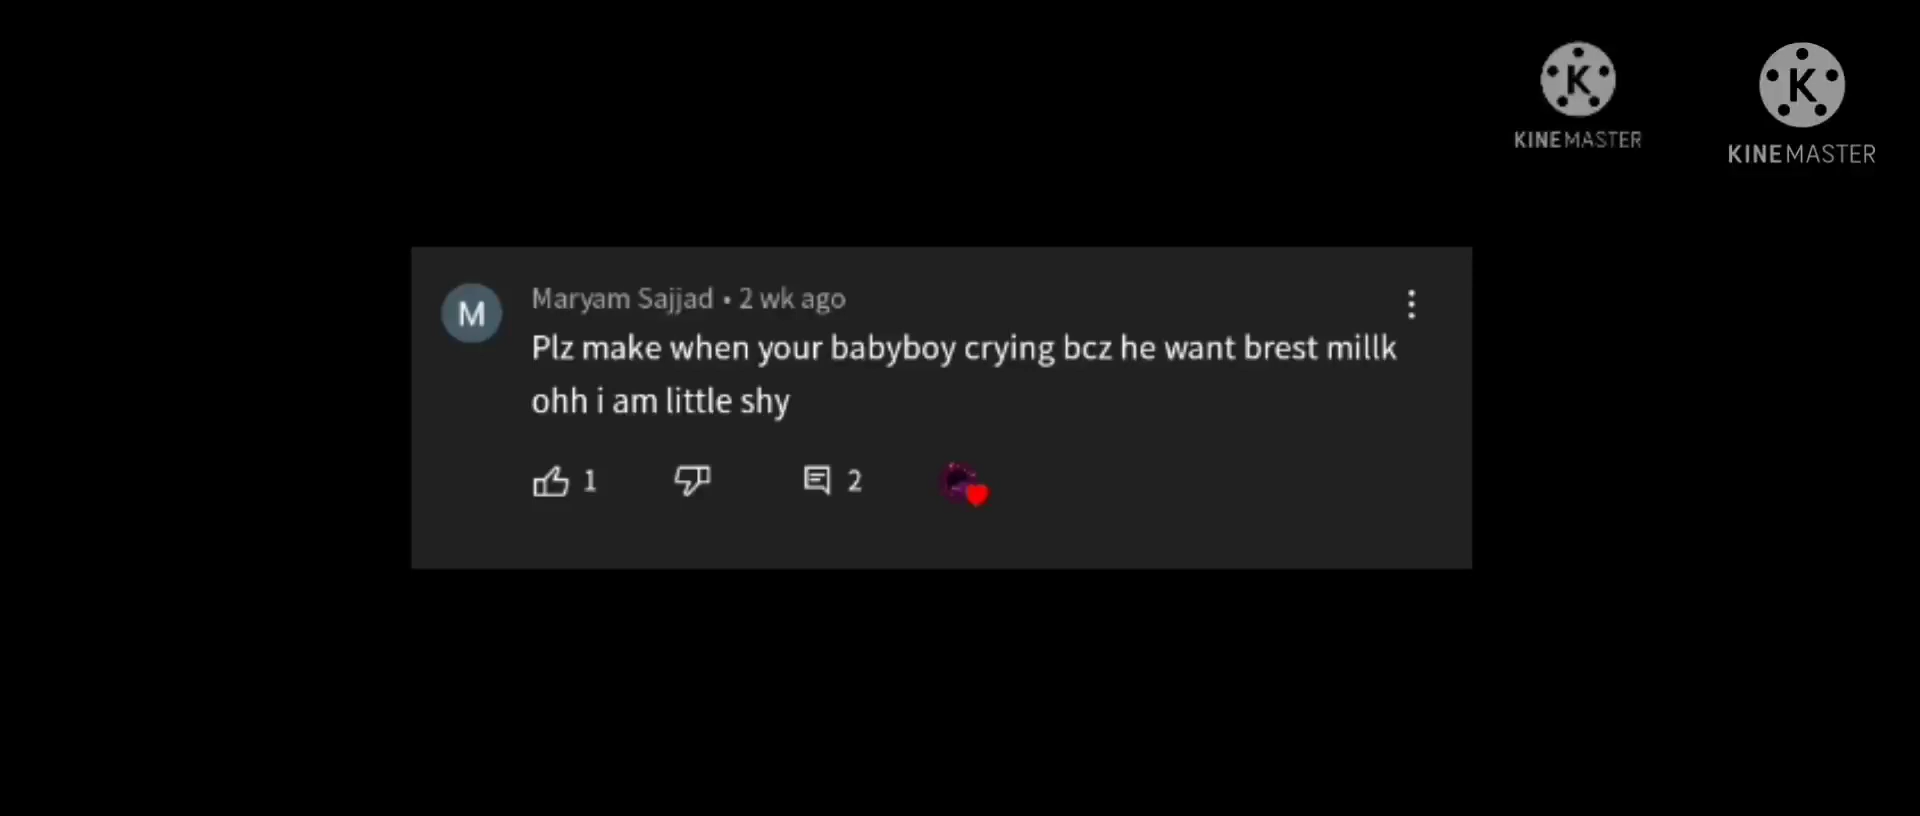 K K
KINEMASTER KINEMASTER
M
Maryam Sajjad • 2 wk ago
Plz make when your babyboy crying bcz he want brest millk
ohh i am little shy
1 2